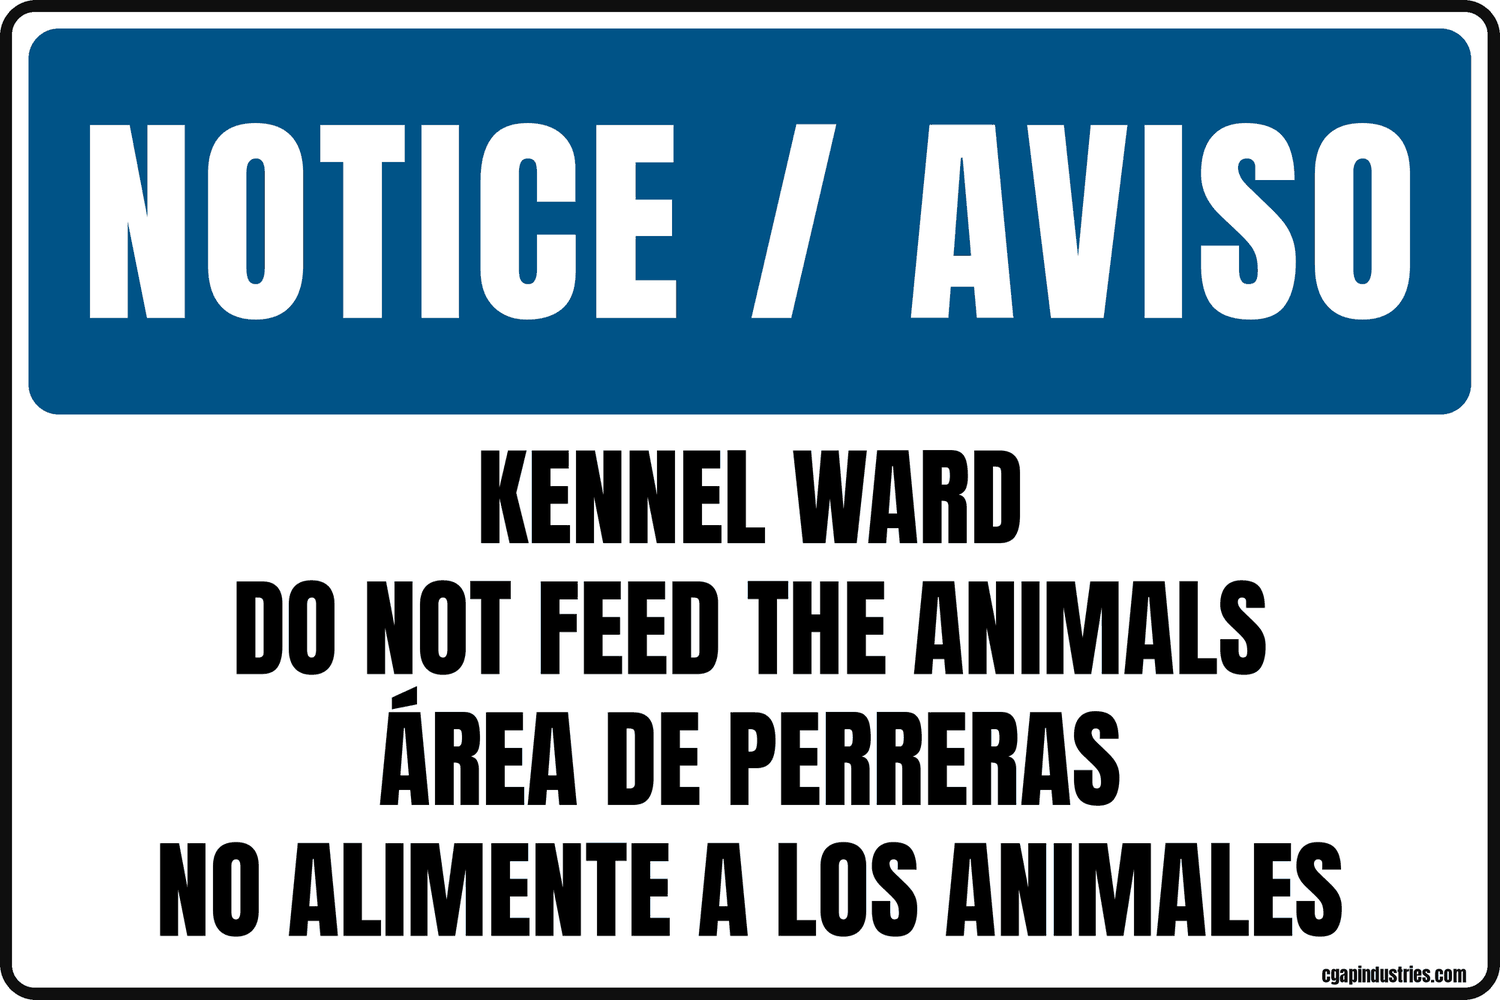 NOTICE / AVISO
KENNEL WARD
DO NOT FEED THE ANIMALS
ÁREA DE PERRERAS
NO ALIMENTE A LOS ANIMALES
cgapindustries.com